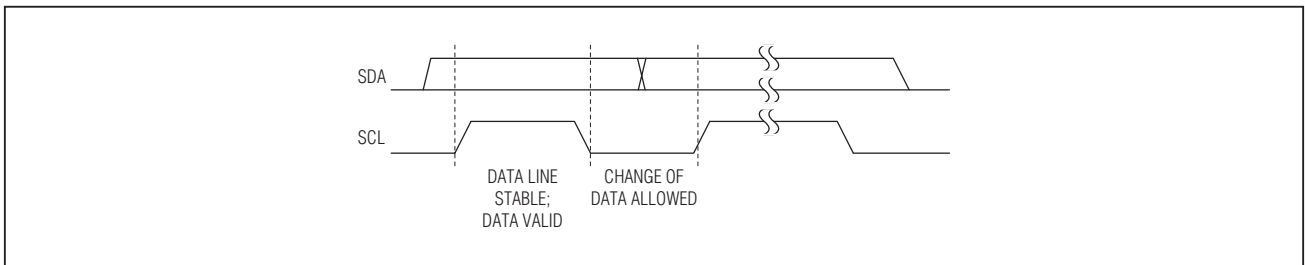 SDA
SCL
DATA LINE
STABLE;
DATA VALID
CHANGE OF
DATA ALLOWED